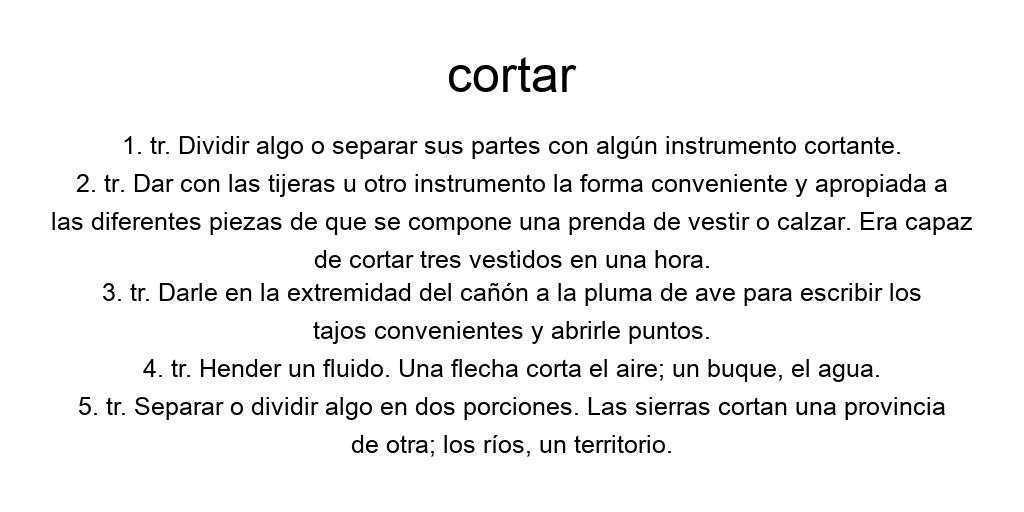 cortar
1. tr. Dividir algo o separar sus partes con algún instrumento cortante.
2. tr. Dar con las tijeras u otro instrumento la forma conveniente y apropiada a
las diferentes piezas de que se compone una prenda de vestir o calzar. Era capaz
de cortar tres vestidos en una hora.
3. tr. Darle en la extremidad del cañón a la pluma de ave para escribir los
tajos convenientes y abrirle puntos.
4. tr. Hender un fluido. Una flecha corta el aire; un buque, el agua.
5. tr. Separar o dividir algo en dos porciones. Las sierras cortan una provincia
de otra; los ríos, un territorio.